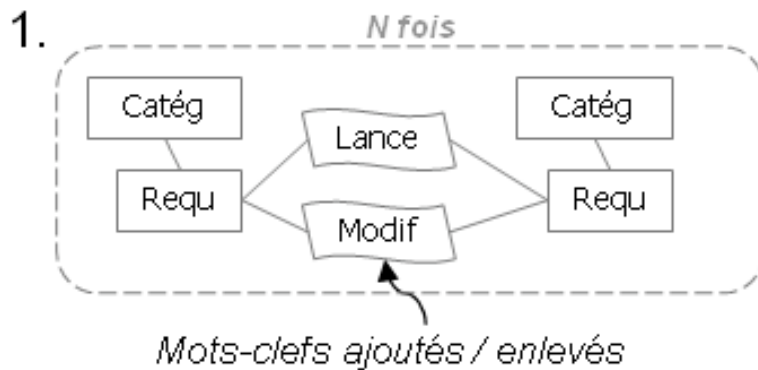 1.
N fois
Catég
Catég
Lance
Requ
Requ
Modif
Mots-clefs ajoutés / enlevés